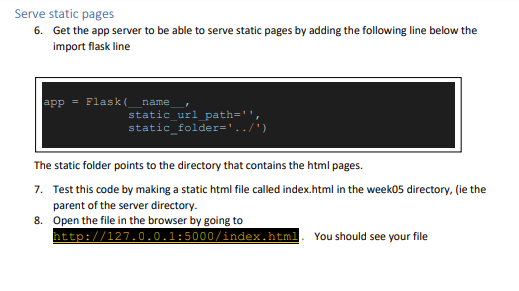 Serve static pages
6. Get the app server to be able to serve static pages by adding the following line below the
import flask line
app = Flask(__name__,
static_url_path='',
static_folder='../')
The static folder points to the directory that contains the html pages.
7. Test this code by making a static html file called index.html in the week05 directory, (ie the
parent of the server directory.
8. Open the file in the browser by going to
http://127.0.0.1:5000/index.html. You should see your file